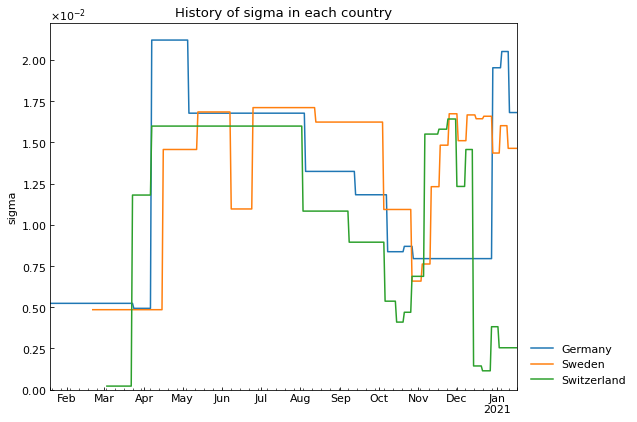 History of sigma in each country
×10⁻²
2.00
1.75
1.50
1.25
1.00
0.75
0.50
0.25
0.00
sigma
Feb Mar Apr May Jun Jul Aug Sep Oct Nov Dec Jan
2021
Germany
Sweden
Switzerland